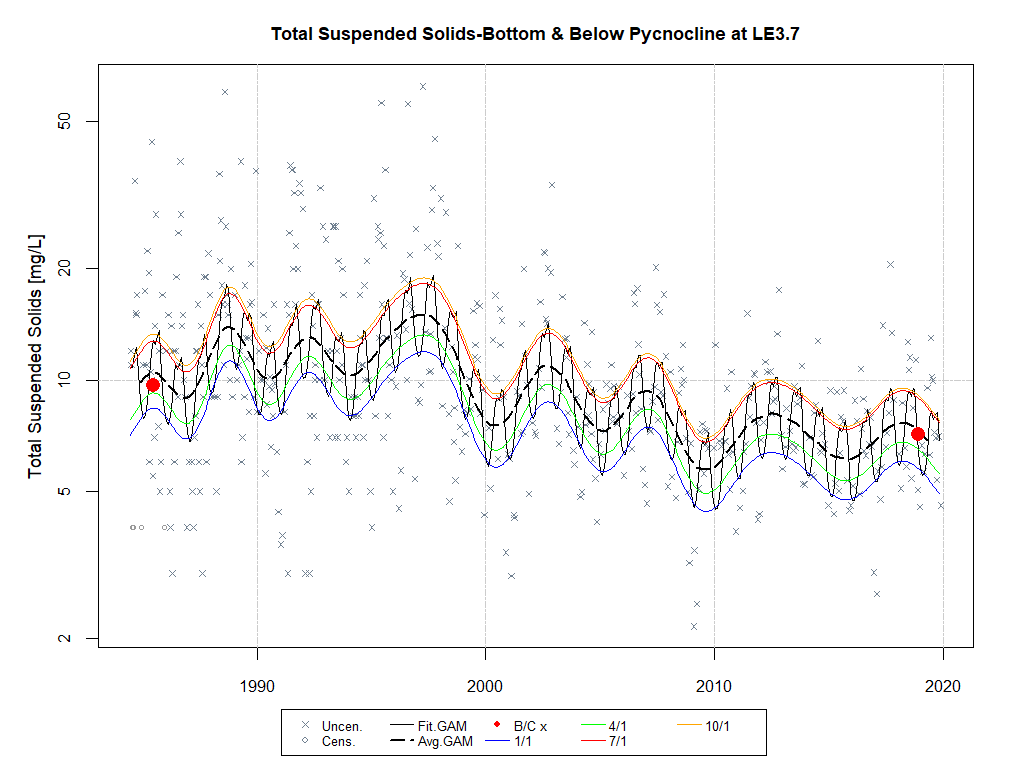 Total Suspended Solids-Bottom & Below Pycnocline at LE3.7
Total Suspended Solids [mg/L]
50
20
10
5
2
1990 2000 2010 2020
Uncen. Fit.GAM B/C x 4/1 10/1
Cens. Avg.GAM 1/1 7/1